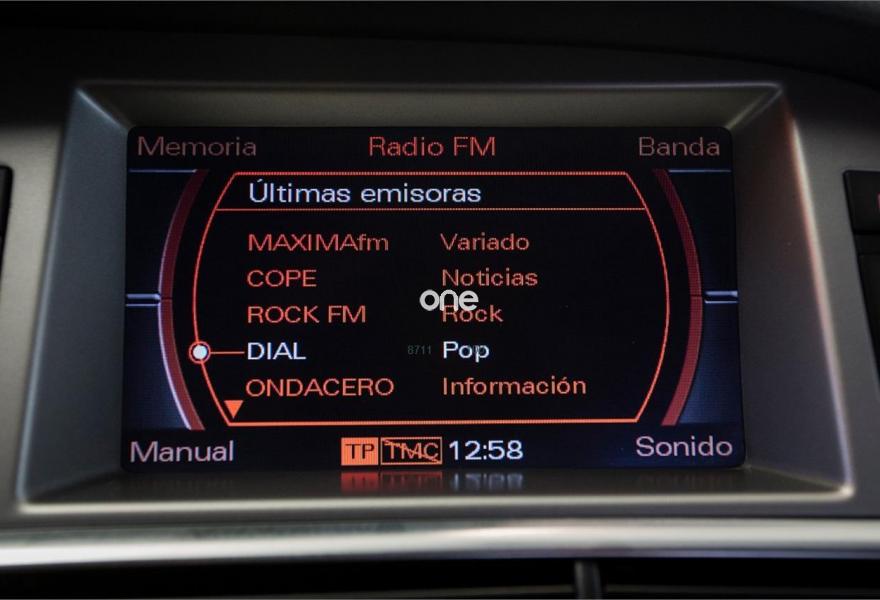 Memoria Radio FM Banda
Últimas emisoras
MAXIMAfm Variado
COPE Noticias
one
ROCK FM Rock
DIAL 8711 Pop
ONDACERO Información
Manual TP TMC 12:58 Sonido